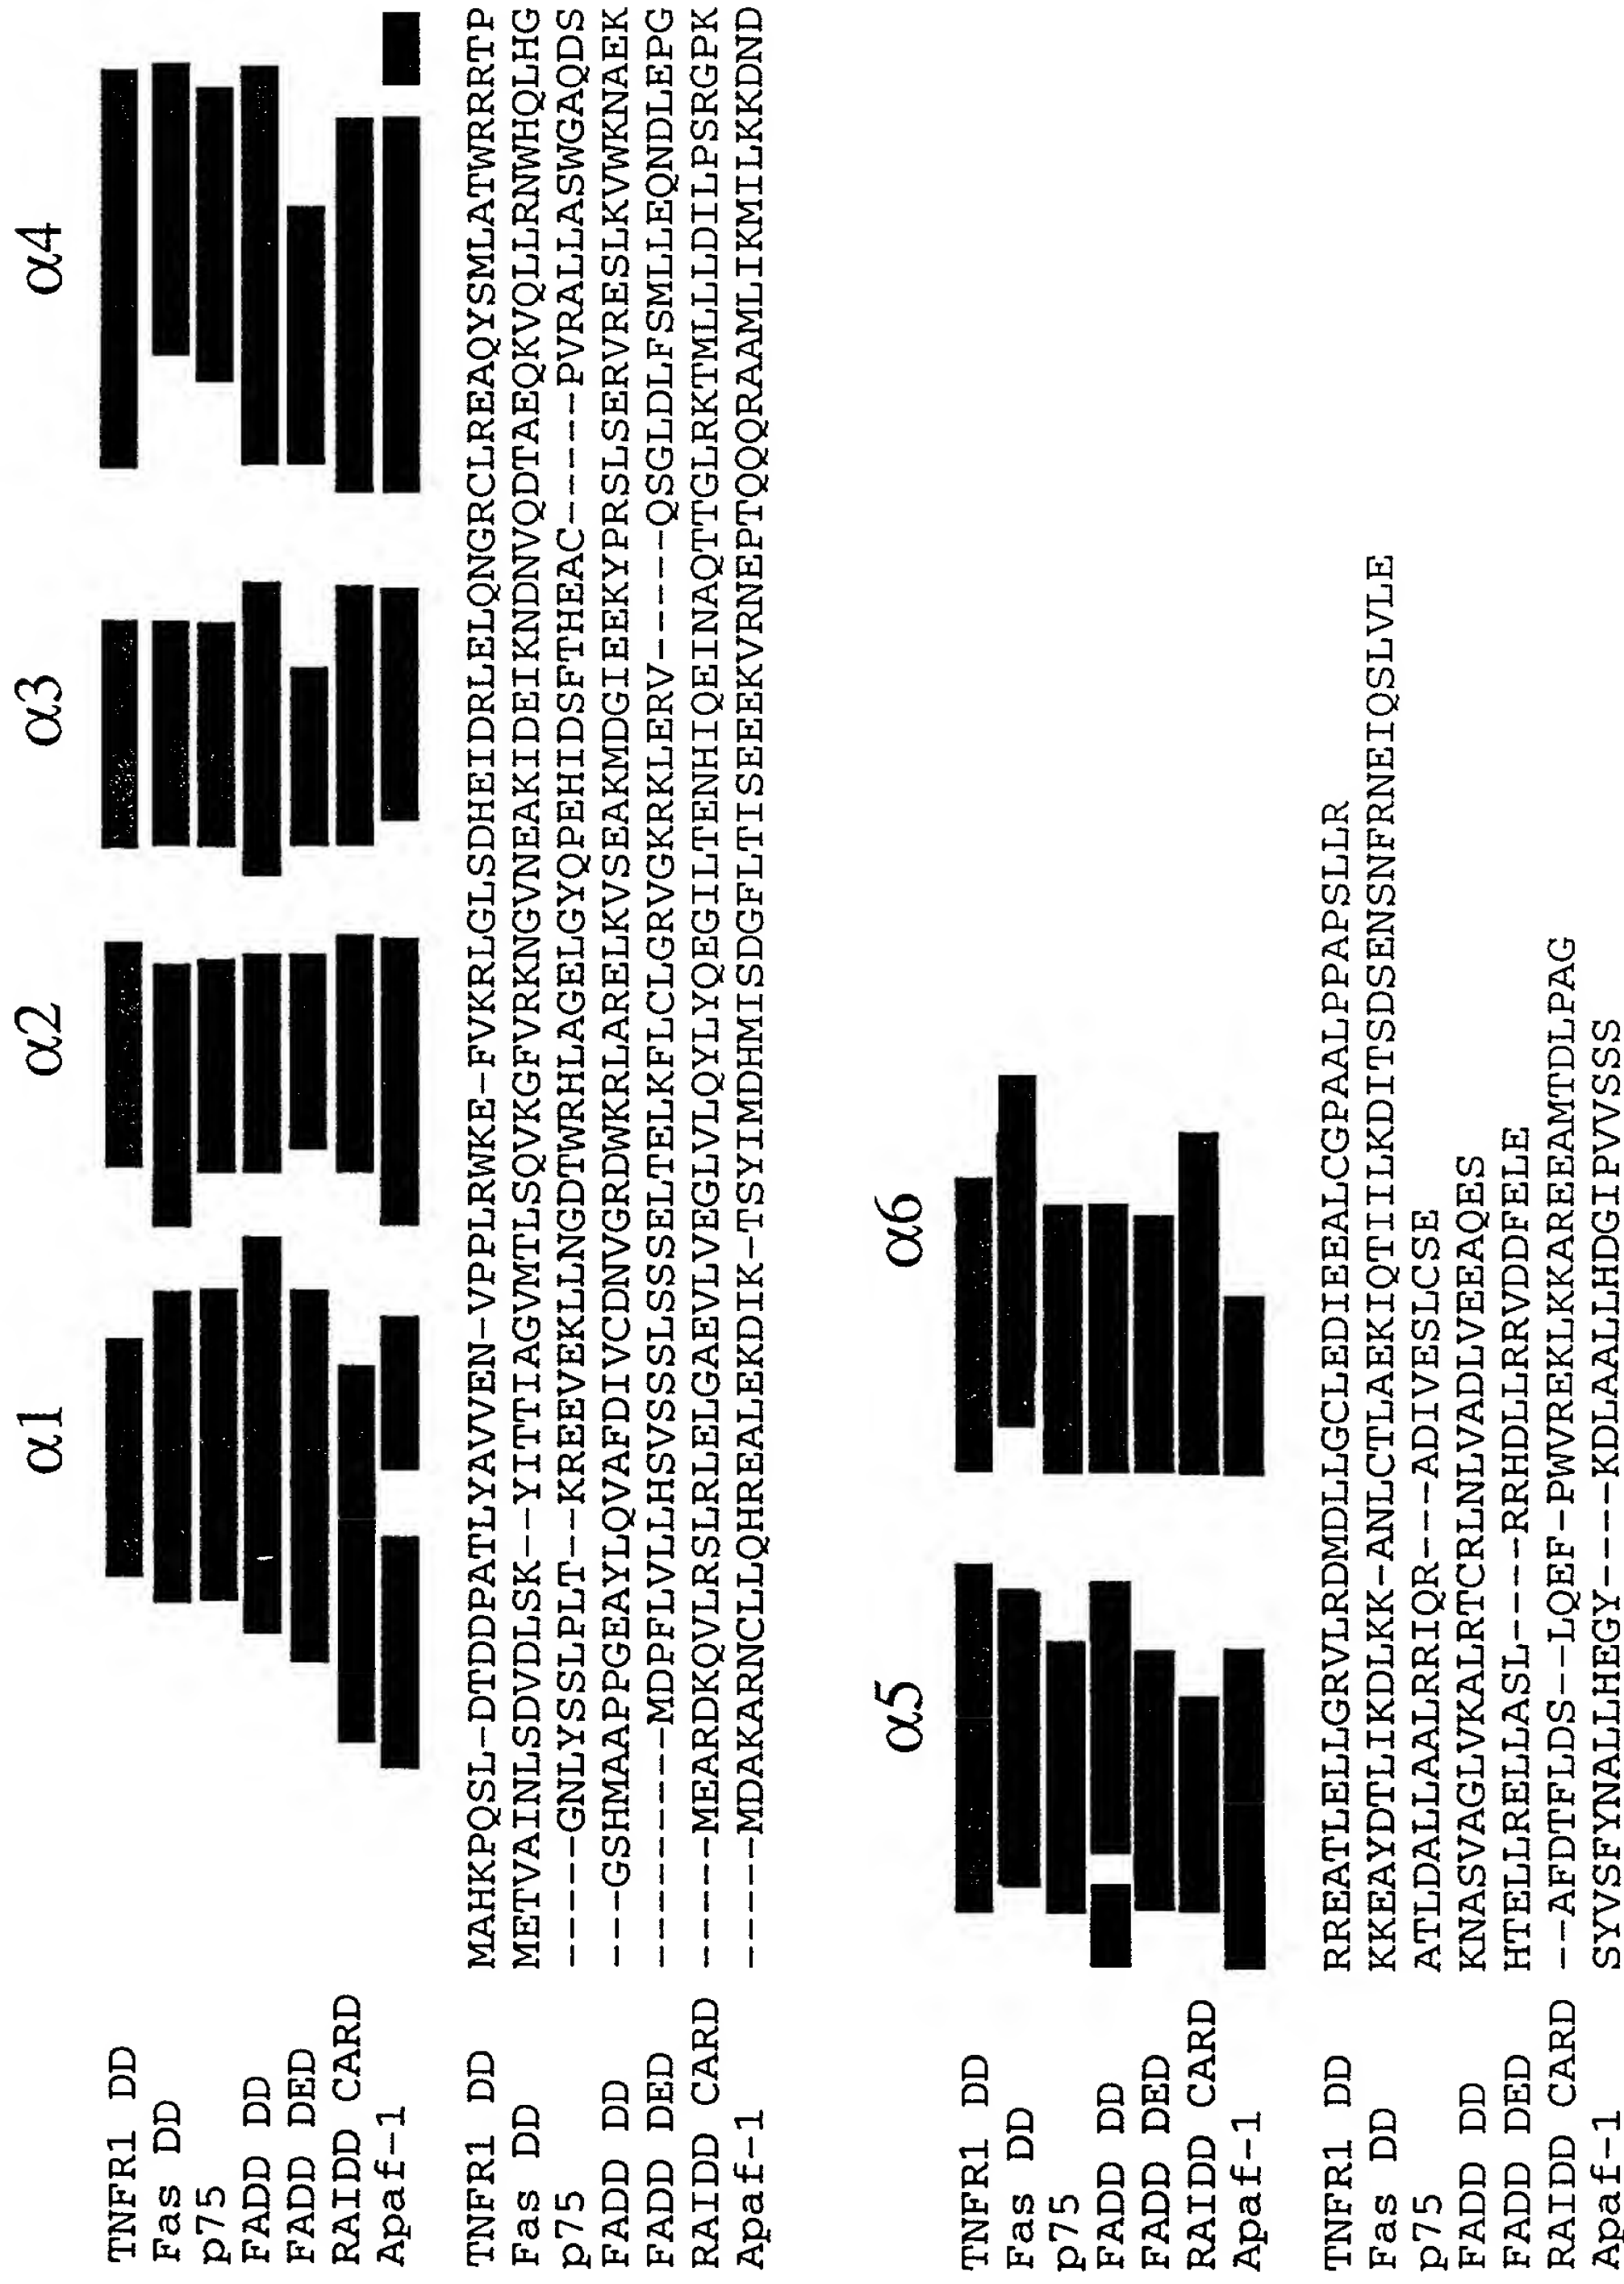 α1 α2 α3 α4
TNFR1 DD
Fas DD
p75
FADD DD
FADD DED
RAIDD CARD
Apaf-1
TNFR1 DD MAHKPQSL-DTDDPATLYAVVEN-VPPLRWKE-FVKRLGLSDHEIDRLELQNGRCLREAQYSMLATWRRRTP
Fas DD METVAINLSDVDLSK--YITTIAGVMTLSQVKGFVRKNGVNEAKIDEIKNDNVQDTAEQKVQLLRNWHQLHG
p75 -----GNLYSSLPLT--KREEVEKLLNGDTWRHLAGELGYQPEHIDSFTHEAC-----PVRALLASWGAQDS
FADD DD ---GSHMAAPPGEAYLQVAFDIVCDNVGRDWKRLARELKVSEAKMDGIEEKYPRSLSERVRESLKVWKNAEK
FADD DED ---------MDPFLVLLHSVSSSLSSSELTELKFLCLGRVGKRKLERV-----QSGLDLFSMLLEQNDLEPG
RAIDD CARD -----MEARDKQVLRSLRLELGAEVLVEGLVLQYLYQEGILTENHIQEINAQTTGLRKTMLLLDILPSRGPK
Apaf-1 -----MDAKARNCLLQHREALEKDIK-TSYIMDHMISDGFLTISEEEKVRNEPTQQQRAAMLIKMILKKDND
α5 α6
TNFR1 DD
Fas DD
p75
FADD DD
FADD DED
RAIDD CARD
Apaf-1
TNFR1 DD RREATLELLGRVLRDMDLLGCLEDIEEALCGPAALPPAPSLLR
Fas DD KKEAYDTLIKDLKK-ANLCTLAEKIQTIILKDITSDSENSNFRNEIQSLVLE
p75 ATLDALLAALRRIQR---ADIVESLCSE
FADD DD KNASVAGLVKALRTCRLNLVADLVEEAQES
FADD DED HTELLRELLASL----RRHDLLRRVDDFELE
RAIDD CARD --AFDTFLDS--LQEF-PWVREKLKKAREEAMTDLPAG
Apaf-1 SYVSFYNALLHEGY----KDLAALLHDGIPVVSSS